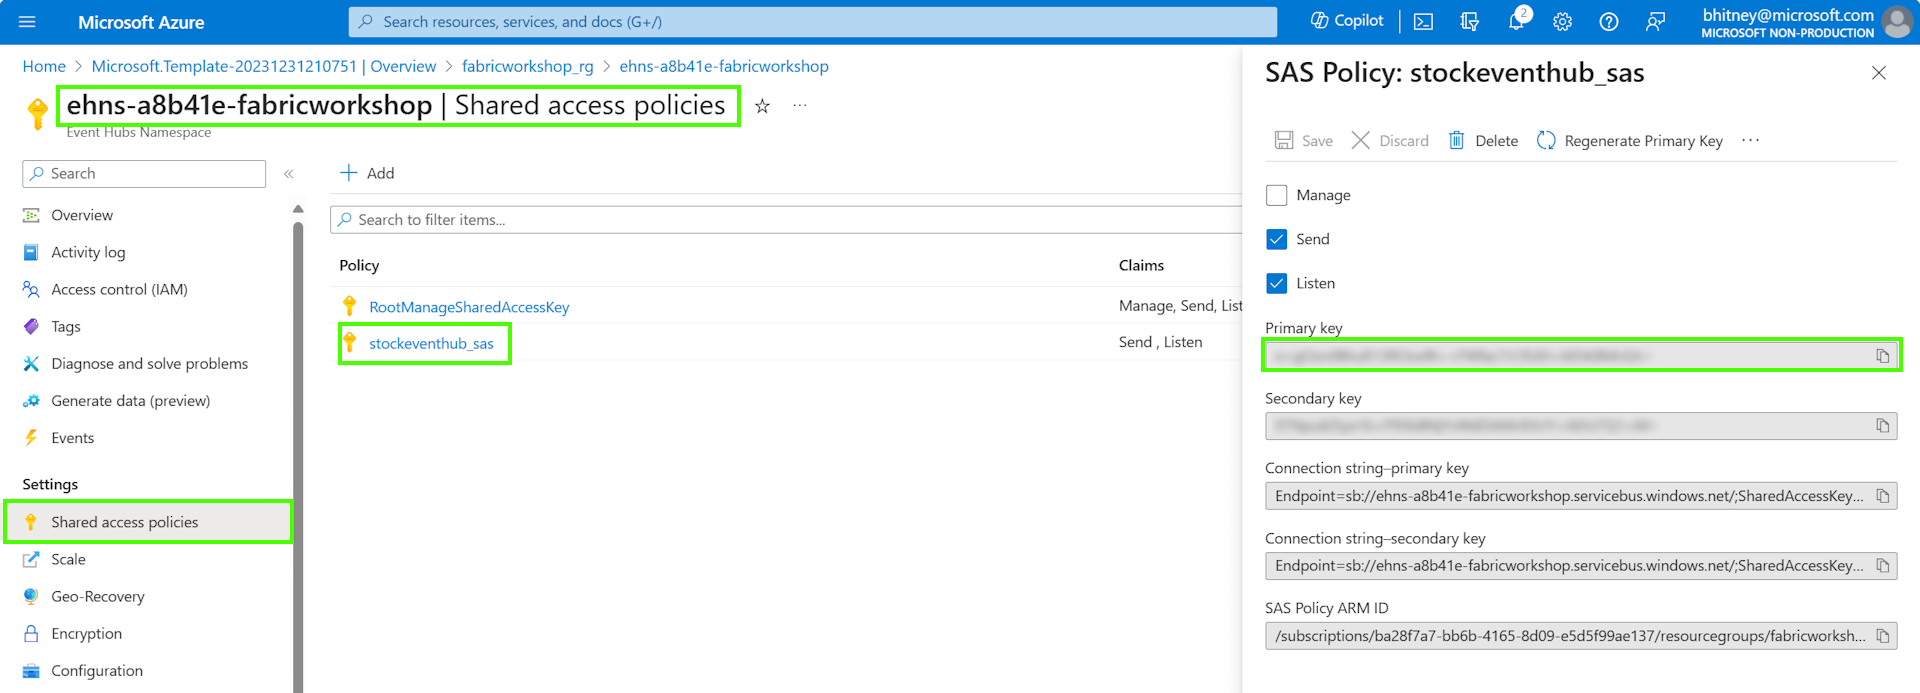 Microsoft Azure
Search resources, services, and docs (G+/)
Copilot
2
bhitney@microsoft.com
MICROSOFT NON-PRODUCTION
Home > Microsoft.Template-20231231210751 | Overview > fabricworkshop_rg > ehns-a8b41e-fabricworkshop
ehns-a8b41e-fabricworkshop | Shared access policies
Event Hubs Namespace
Search
Overview
Activity log
Access control (IAM)
Tags
Diagnose and solve problems
Generate data (preview)
Events
Settings
Shared access policies
Scale
Geo-Recovery
Encryption
Configuration
Add
Search to filter items...
Policy Claims
RootManageSharedAccessKey Manage, Send, List
stockeventhub_sas Send , Listen
SAS Policy: stockeventhub_sas
Save Discard Delete Regenerate Primary Key ...
Manage
Send
Listen
Primary key
Secondary key
Connection string–primary key
Endpoint=sb://ehns-a8b41e-fabricworkshop.servicebus.windows.net/;SharedAccessKey...
Connection string–secondary key
Endpoint=sb://ehns-a8b41e-fabricworkshop.servicebus.windows.net/;SharedAccessKey...
SAS Policy ARM ID
/subscriptions/ba28f7a7-bb6b-4165-8d09-e5d5f99ae137/resourcegroups/fabricworksh...